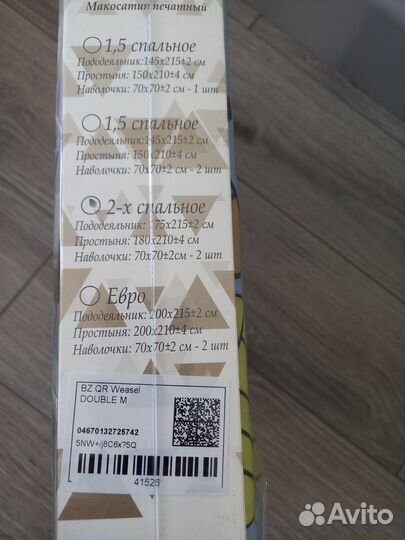 Макосатин печатный
1,5 спальное
Пододеяльник:145x215±2 см
Простыня: 150x210±4 см
Наволочки: 70x70±2 см - 1 шт
1,5 спальное
Пододеяльник: 145x215±2 см
Простыня: 150x210±4 см
Наволочки: 70x70±2 см - 2 шт
2-х спальное
Пододеяльник: 175x215±2 см
Простыня: 180x210±4 см
Наволочки: 70x70±2см - 2 шт
Евро
Пододеяльник: 200x215±2 см
Простыня: 200x210±4 см
Наволочки: 70x70±2 см - 2 шт
BZ QR Weasel
DOUBLE M
04670132725742
5NW+/j8C6x?5Q
41526
Avito